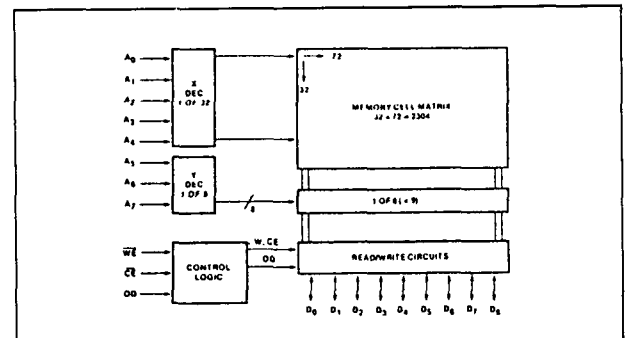 A0
A1
A2
A3
A4
X
DEC
1 OF 32
72
32
MEMORY CELL MATRIX
32 × 72 = 2304
A5
A6
A7
Y
DEC
1 OF 8
8
1 OF 8 (× 9)
WE
CE
OD
CONTROL
LOGIC
W, CE
OD
READ/WRITE CIRCUITS
D0
D1
D2
D3
D4
D5
D6
D7
D8